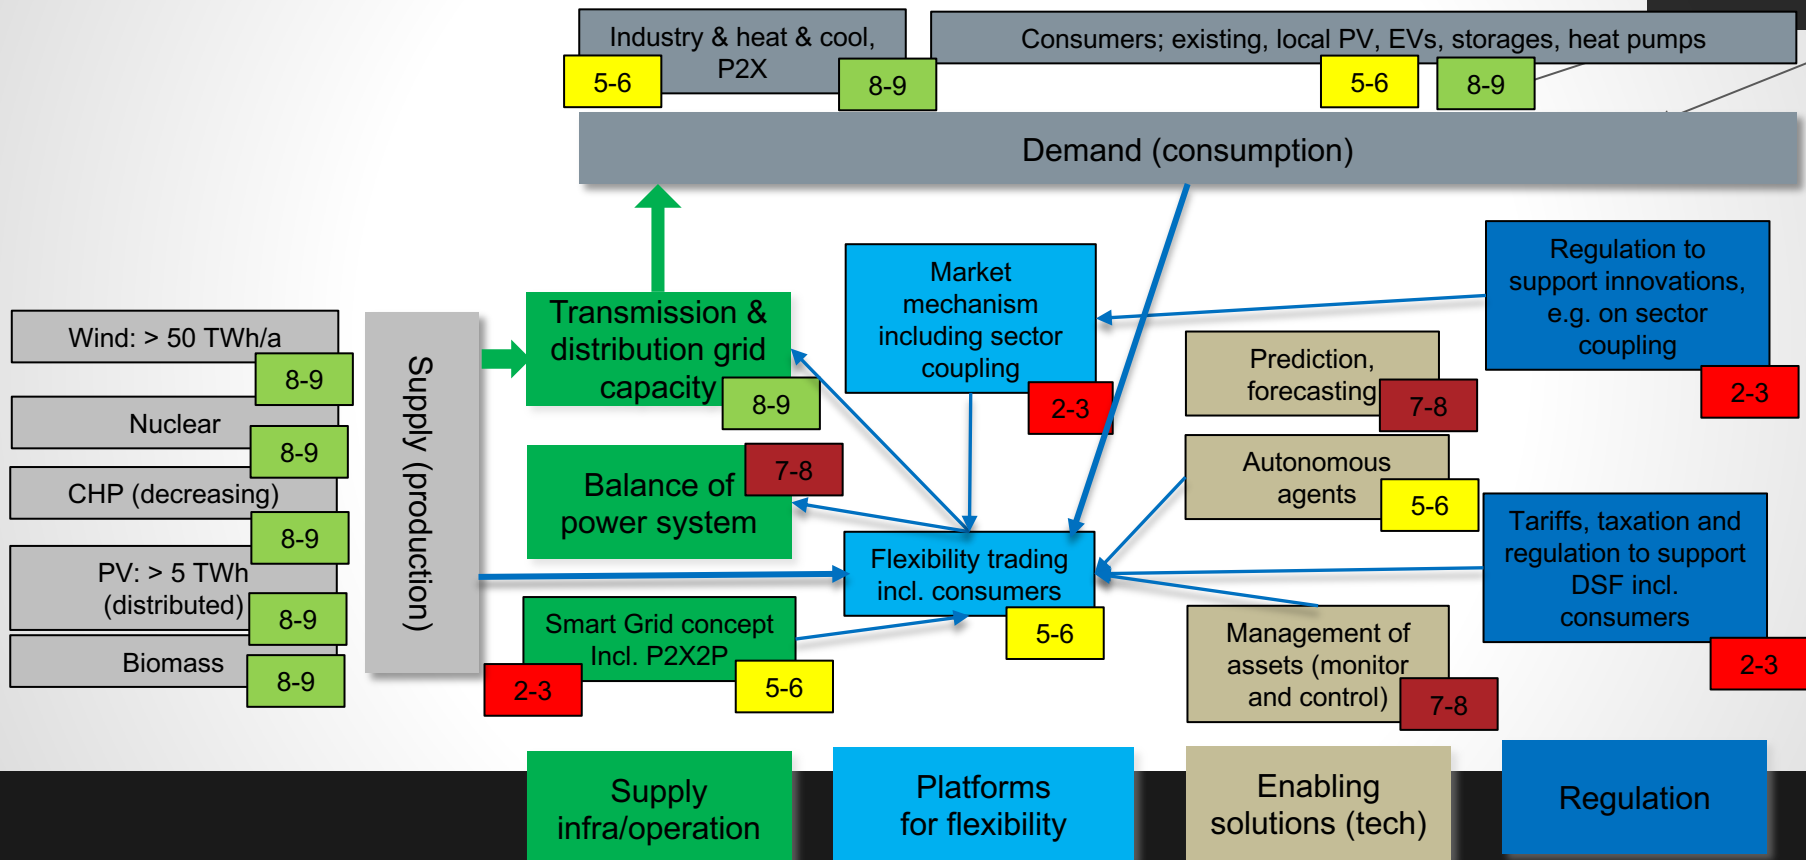 Industry & heat & cool,
P2X
5-6
8-9
Consumers; existing, local PV, EVs, storages, heat pumps
5-6
8-9
Demand (consumption)
Wind: > 50 TWh/a
8-9
Nuclear
8-9
CHP (decreasing)
8-9
PV: > 5 TWh
(distributed)
8-9
Biomass
8-9
Supply (production)
Transmission &
distribution grid
capacity
8-9
Balance of
power system
7-8
Smart Grid concept
Incl. P2X2P
2-3
5-6
Market
mechanism
including sector
coupling
2-3
Flexibility trading
incl. consumers
5-6
Prediction,
forecasting
7-8
Autonomous
agents
5-6
Management of
assets (monitor
and control)
7-8
Regulation to
support innovations,
e.g. on sector
coupling
2-3
Tariffs, taxation and
regulation to support
DSF incl.
consumers
2-3
Supply
infra/operation
Platforms
for flexibility
Enabling
solutions (tech)
Regulation